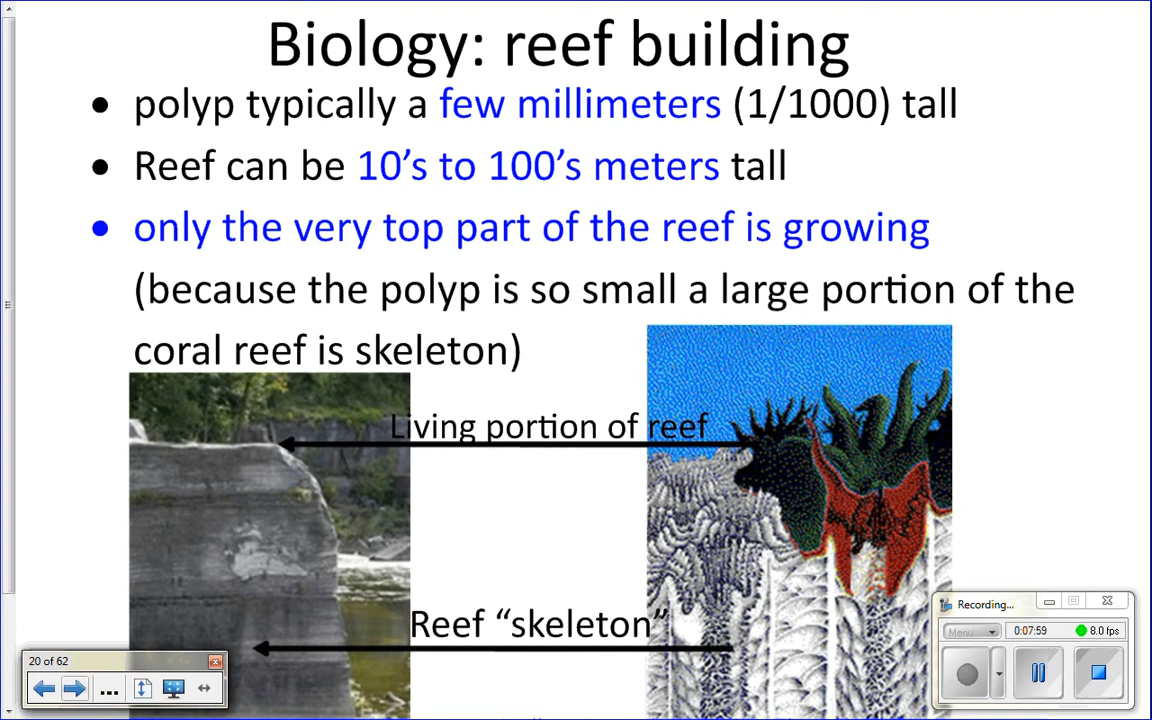 Biology: reef building
• polyp typically a few millimeters (1/1000) tall
• Reef can be 10’s to 100’s meters tall
• only the very top part of the reef is growing
(because the polyp is so small a large portion of the
coral reef is skeleton)
Living portion of reef
Reef “skeleton”
Recording...
Menu
0:07:59
8.0 fps
20 of 62
...